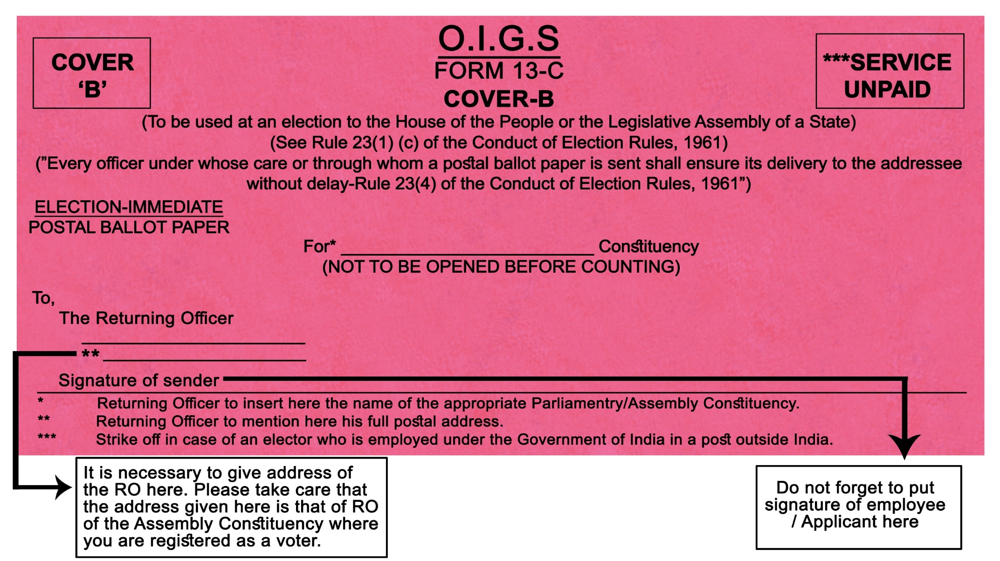 COVER
‘B’
O.I.G.S
FORM 13-C
COVER-B
***SERVICE
UNPAID
(To be used at an election to the House of the People or the Legislative Assembly of a State)
(See Rule 23(1) (c) of the Conduct of Election Rules, 1961)
(”Every officer under whose care or through whom a postal ballot paper is sent shall ensure its delivery to the addressee
without delay-Rule 23(4) of the Conduct of Election Rules, 1961”)
ELECTION-IMMEDIATE
POSTAL BALLOT PAPER
For* ____________________ Constituency
(NOT TO BE OPENED BEFORE COUNTING)
To,
The Returning Officer
**
Signature of sender
* Returning Officer to insert here the name of the appropriate Parliamentry/Assembly Constituency.
** Returning Officer to mention here his full postal address.
*** Strike off in case of an elector who is employed under the Government of India in a post outside India.
It is necessary to give address of
the RO here. Please take care that
the address given here is that of RO
of the Assembly Constituency where
you are registered as a voter.
Do not forget to put
signature of employee
/ Applicant here